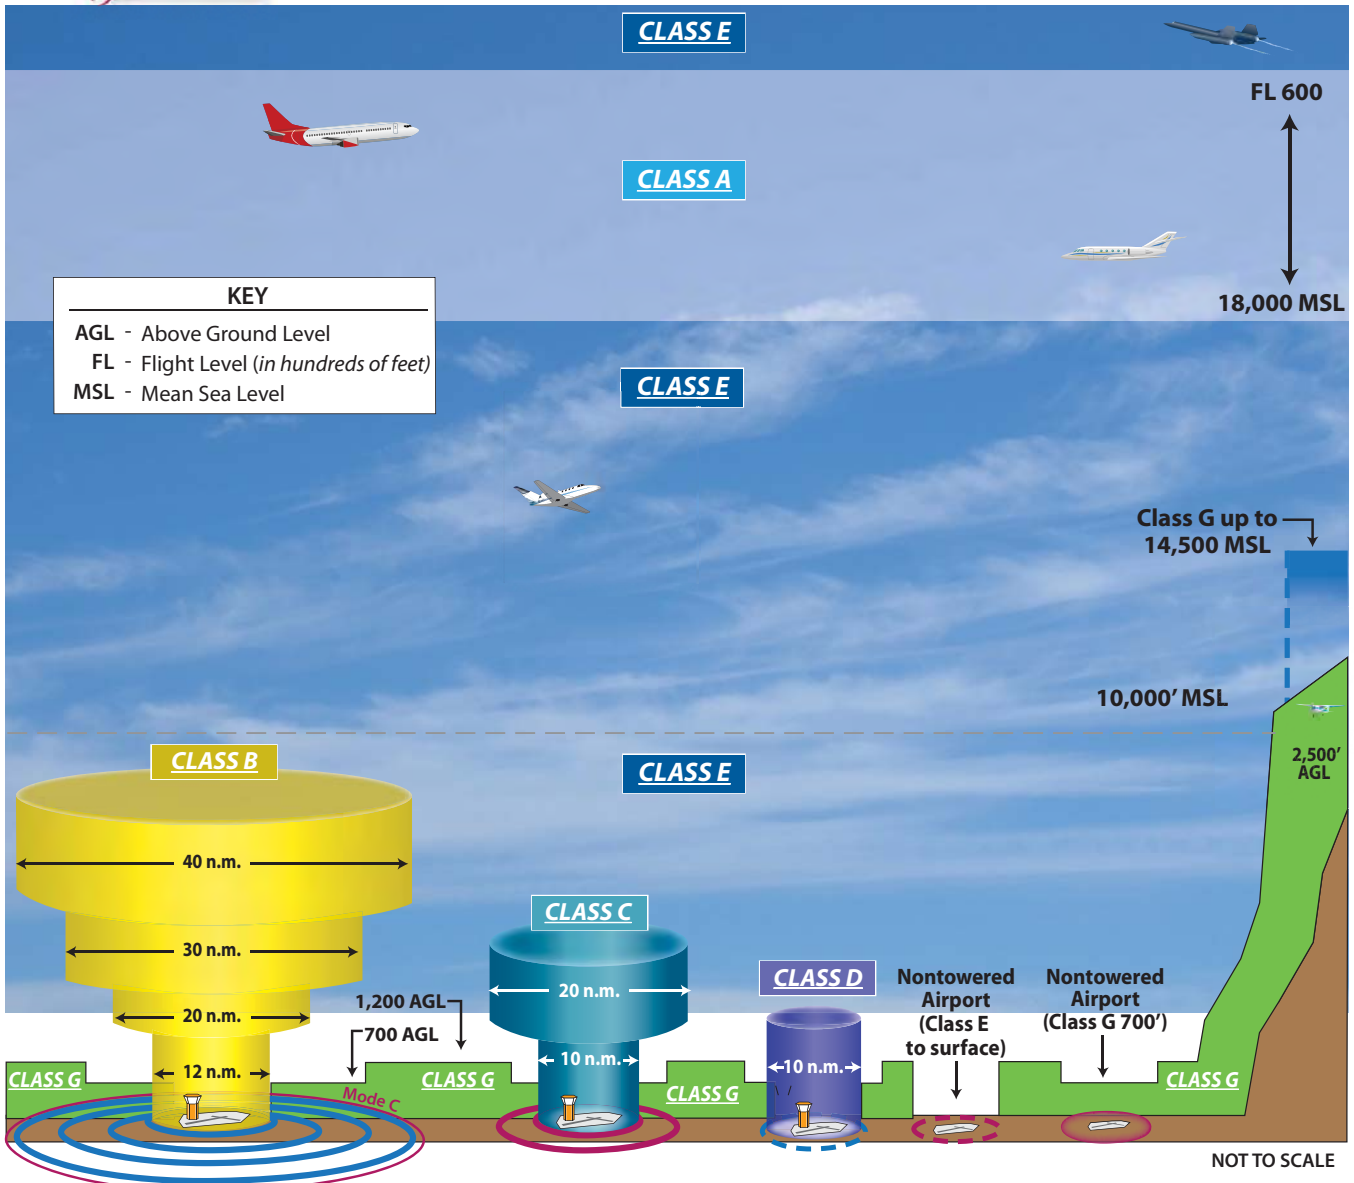 CLASS E
FL 600
CLASS A
18,000 MSL
KEY
AGL - Above Ground Level
FL - Flight Level (in hundreds of feet)
MSL - Mean Sea Level
CLASS E
Class G up to
14,500 MSL
10,000’ MSL
2,500’
AGL
CLASS B
CLASS E
40 n.m.
30 n.m.
20 n.m.
12 n.m.
CLASS C
20 n.m.
10 n.m.
CLASS D
10 n.m.
Nontowered
Airport
(Class E
to surface)
Nontowered
Airport
(Class G 700’)
1,200 AGL
700 AGL
CLASS G
CLASS G
CLASS G
CLASS G
Mode C
NOT TO SCALE